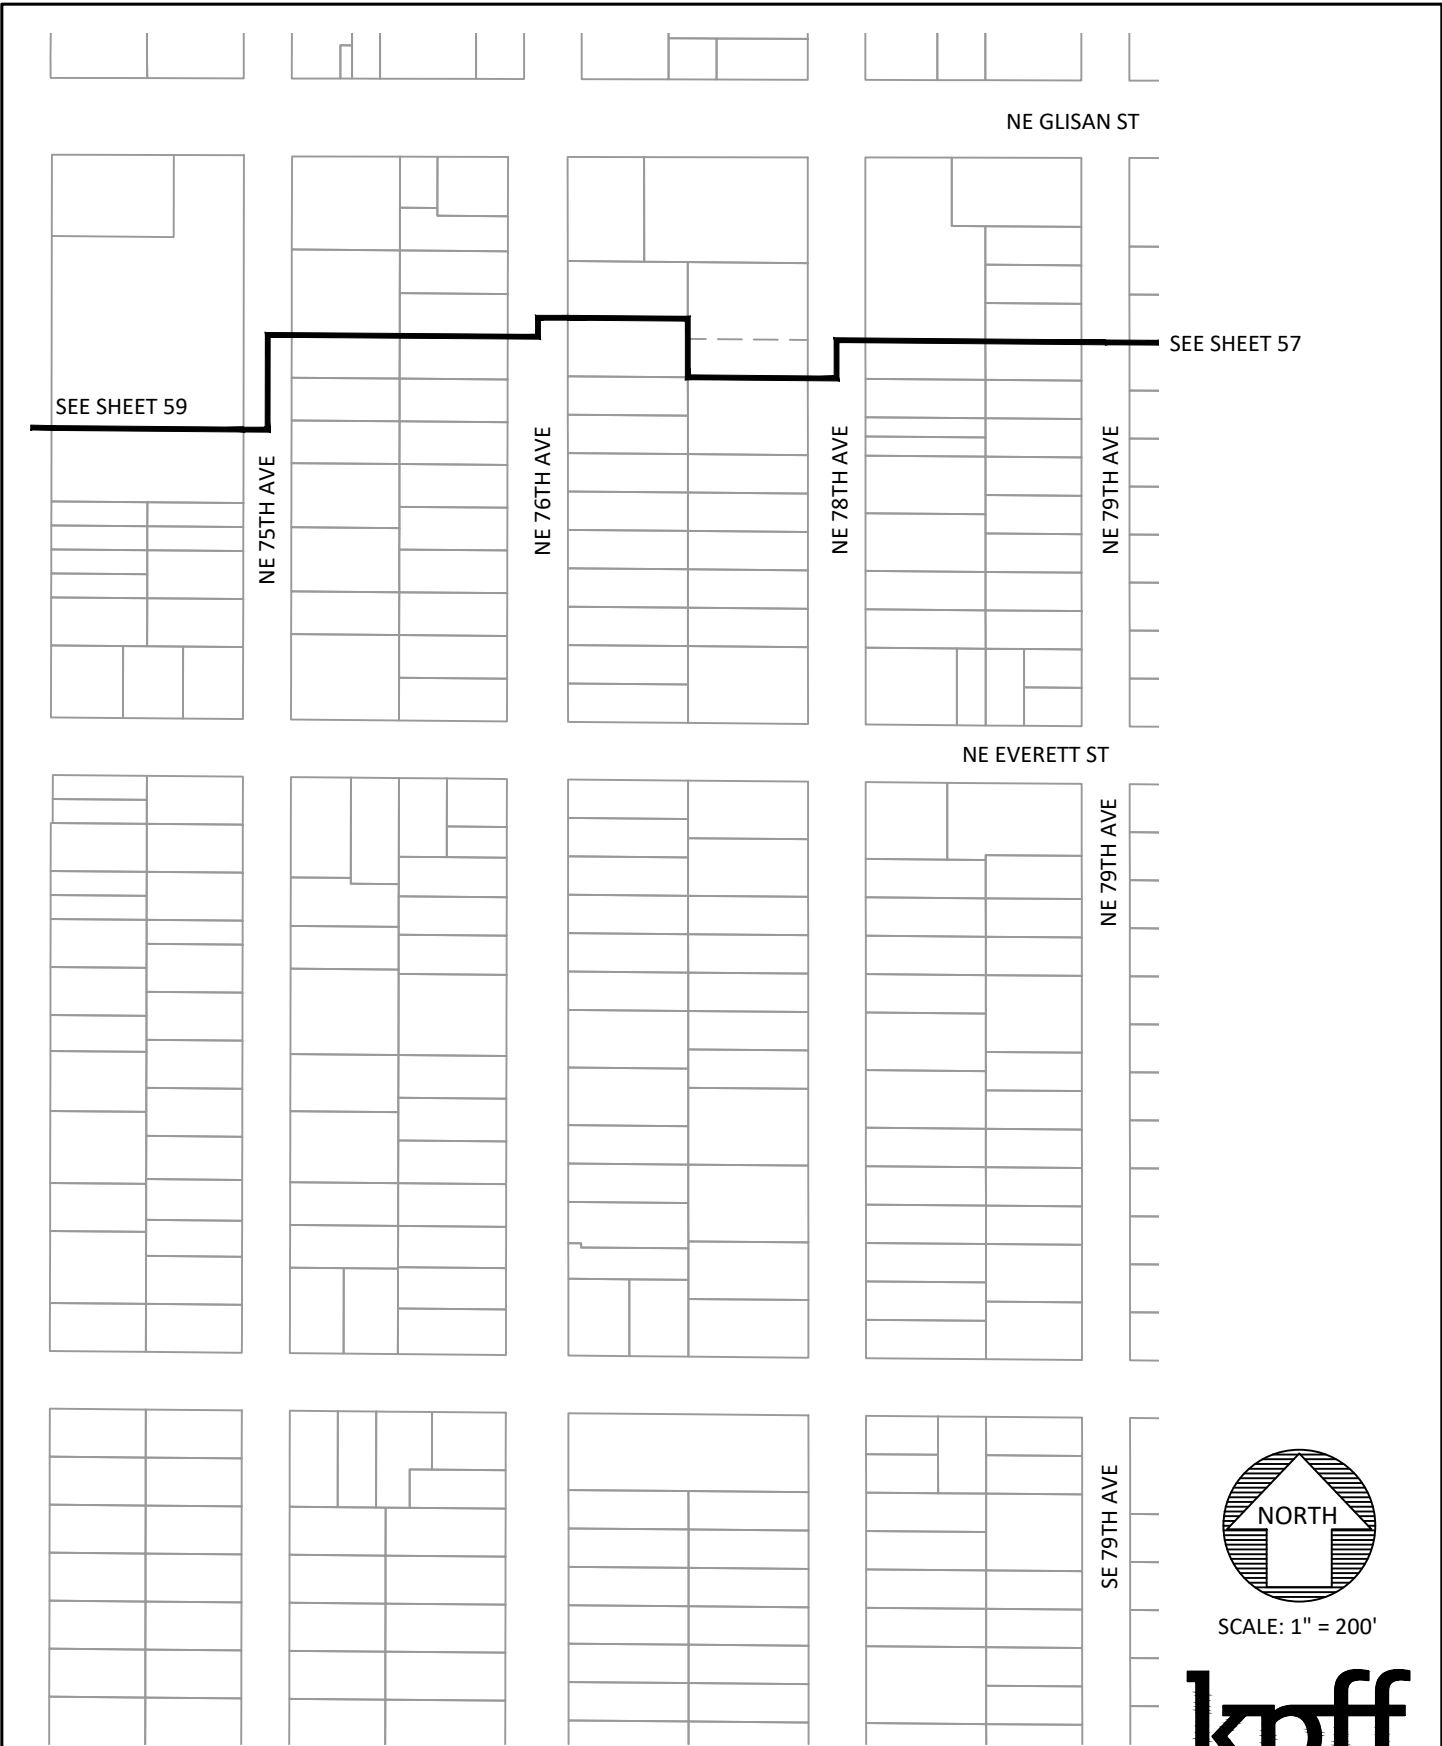 NE GLISAN ST
SEE SHEET 57
SEE SHEET 59
NE 75TH AVE
NE 76TH AVE
NE 78TH AVE
NE 79TH AVE
NE EVERETT ST
NE 79TH AVE
SE 79TH AVE
NORTH
SCALE: 1" = 200'
kpff